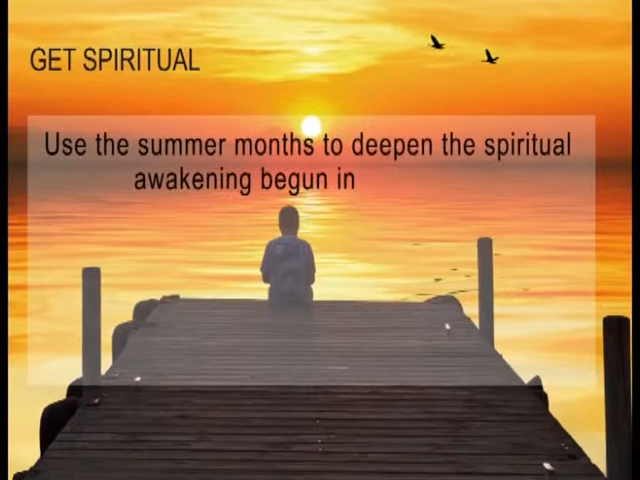 GET SPIRITUAL
Use the summer months to deepen the spiritual
awakening begun in